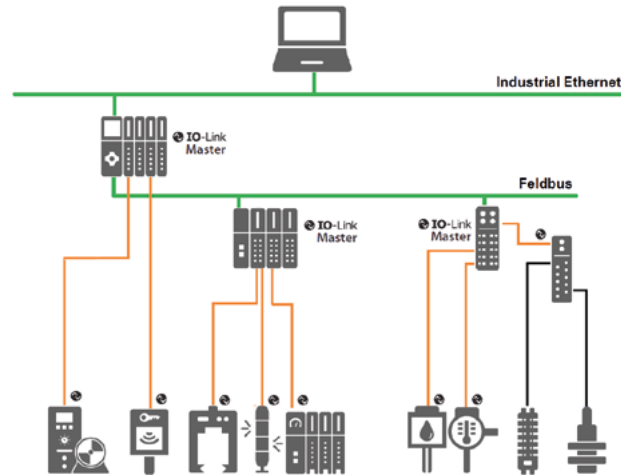 Industrial Ethernet
IO-Link
Master
Feldbus
IO-Link
Master
IO-Link
Master